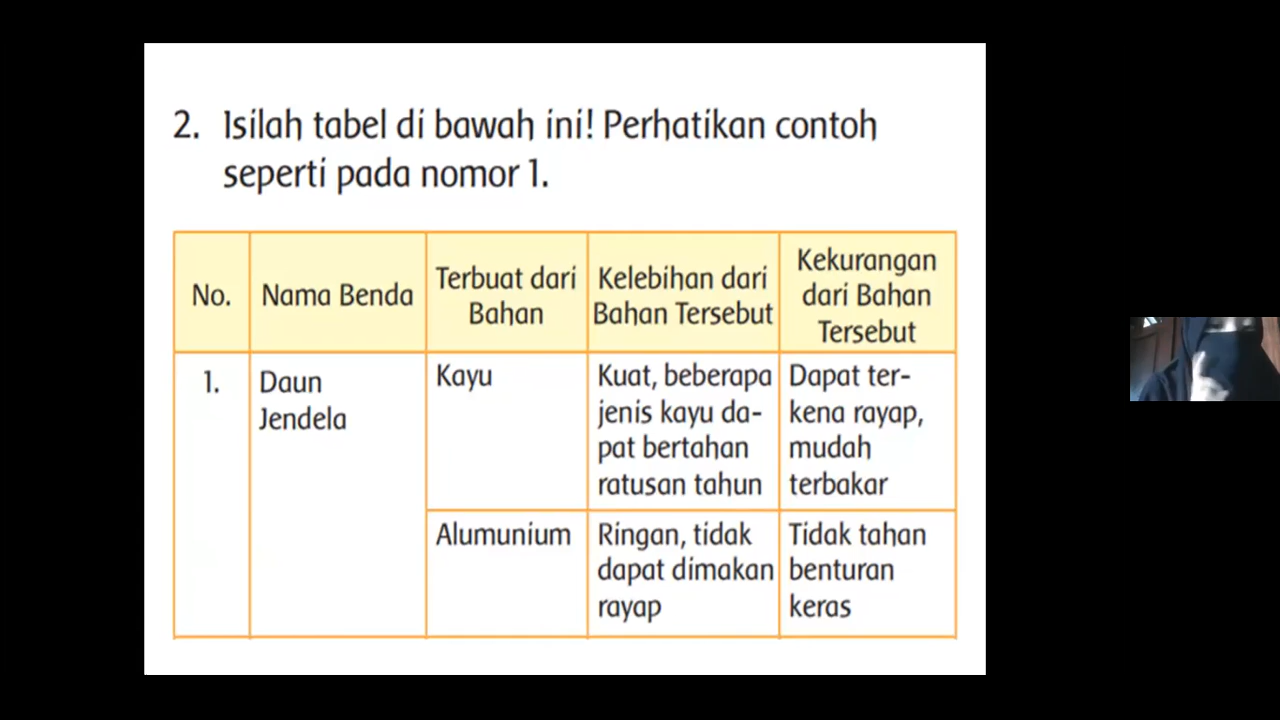 2. Isilah tabel di bawah ini! Perhatikan contoh
seperti pada nomor 1.
No.
Nama Benda
Terbuat dari
Bahan
Kelebihan dari
Bahan Tersebut
Kekurangan
dari Bahan
Tersebut
1.
Daun
Jendela
Kayu
Kuat, beberapa
jenis kayu da-
pat bertahan
ratusan tahun
Dapat ter-
kena rayap,
mudah
terbakar
Alumunium
Ringan, tidak
dapat dimakan
rayap
Tidak tahan
benturan
keras